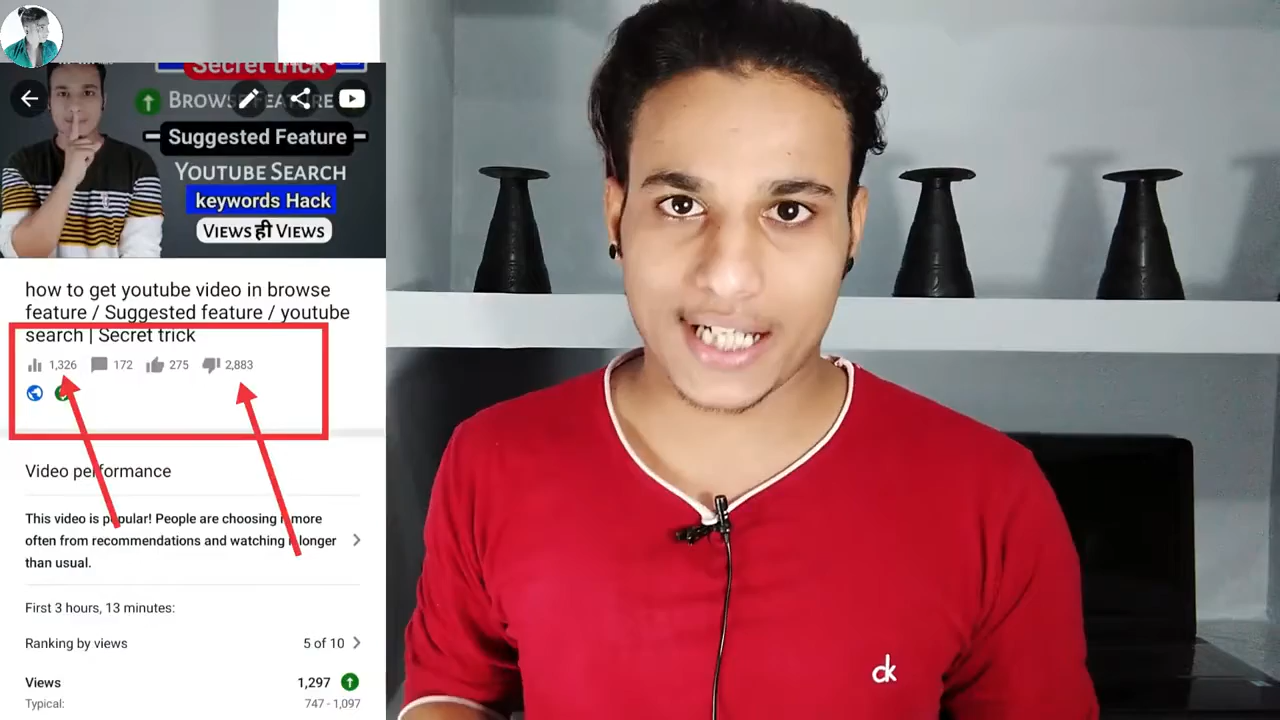 Secret trick
BROWSE FEATURE
Suggested Feature
YOUTUBE SEARCH
keywords Hack
VIEWS ही VIEWS
how to get youtube video in browse
feature / Suggested feature / youtube
search | Secret trick
1,326 172 275 2,883
Video performance
This video is popular! People are choosing it more
often from recommendations and watching longer
than usual.
First 3 hours, 13 minutes:
Ranking by views 5 of 10
Views 1,297
Typical: 747 - 1,097
dk